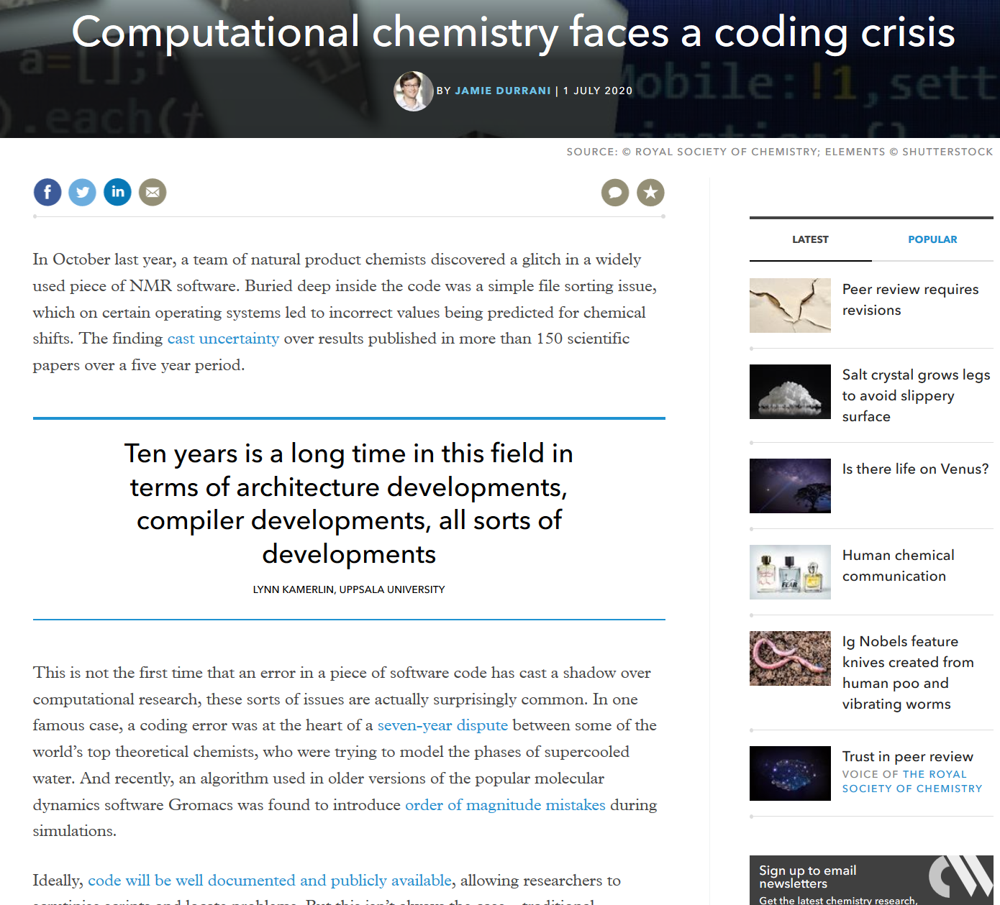 Computational chemistry faces a coding crisis
a=[];
Mobile: !1, sett
).each(f
BY JAMIE DURRANI | 1 JULY 2020
SOURCE: © ROYAL SOCIETY OF CHEMISTRY; ELEMENTS © SHUTTERSTOCK
In October last year, a team of natural product chemists discovered a glitch in a widely
used piece of NMR software. Buried deep inside the code was a simple file sorting issue,
which on certain operating systems led to incorrect values being predicted for chemical
shifts. The finding cast uncertainty over results published in more than 150 scientific
papers over a five year period.
Ten years is a long time in this field in
terms of architecture developments,
compiler developments, all sorts of
developments
LYNN KAMERLIN, UPPSALA UNIVERSITY
This is not the first time that an error in a piece of software code has cast a shadow over
computational research, these sorts of issues are actually surprisingly common. In one
famous case, a coding error was at the heart of a seven-year dispute between some of the
world’s top theoretical chemists, who were trying to model the phases of supercooled
water. And recently, an algorithm used in older versions of the popular molecular
dynamics software Gromacs was found to introduce order of magnitude mistakes during
simulations.
Ideally, code will be well documented and publicly available, allowing researchers to
LATEST
POPULAR
Peer review requires
revisions
Salt crystal grows legs
to avoid slippery
surface
Is there life on Venus?
Human chemical
communication
Ig Nobels feature
knives created from
human poo and
vibrating worms
Trust in peer review
VOICE OF THE ROYAL
SOCIETY OF CHEMISTRY
Sign up to email
newsletters
Get the latest chemistry research,